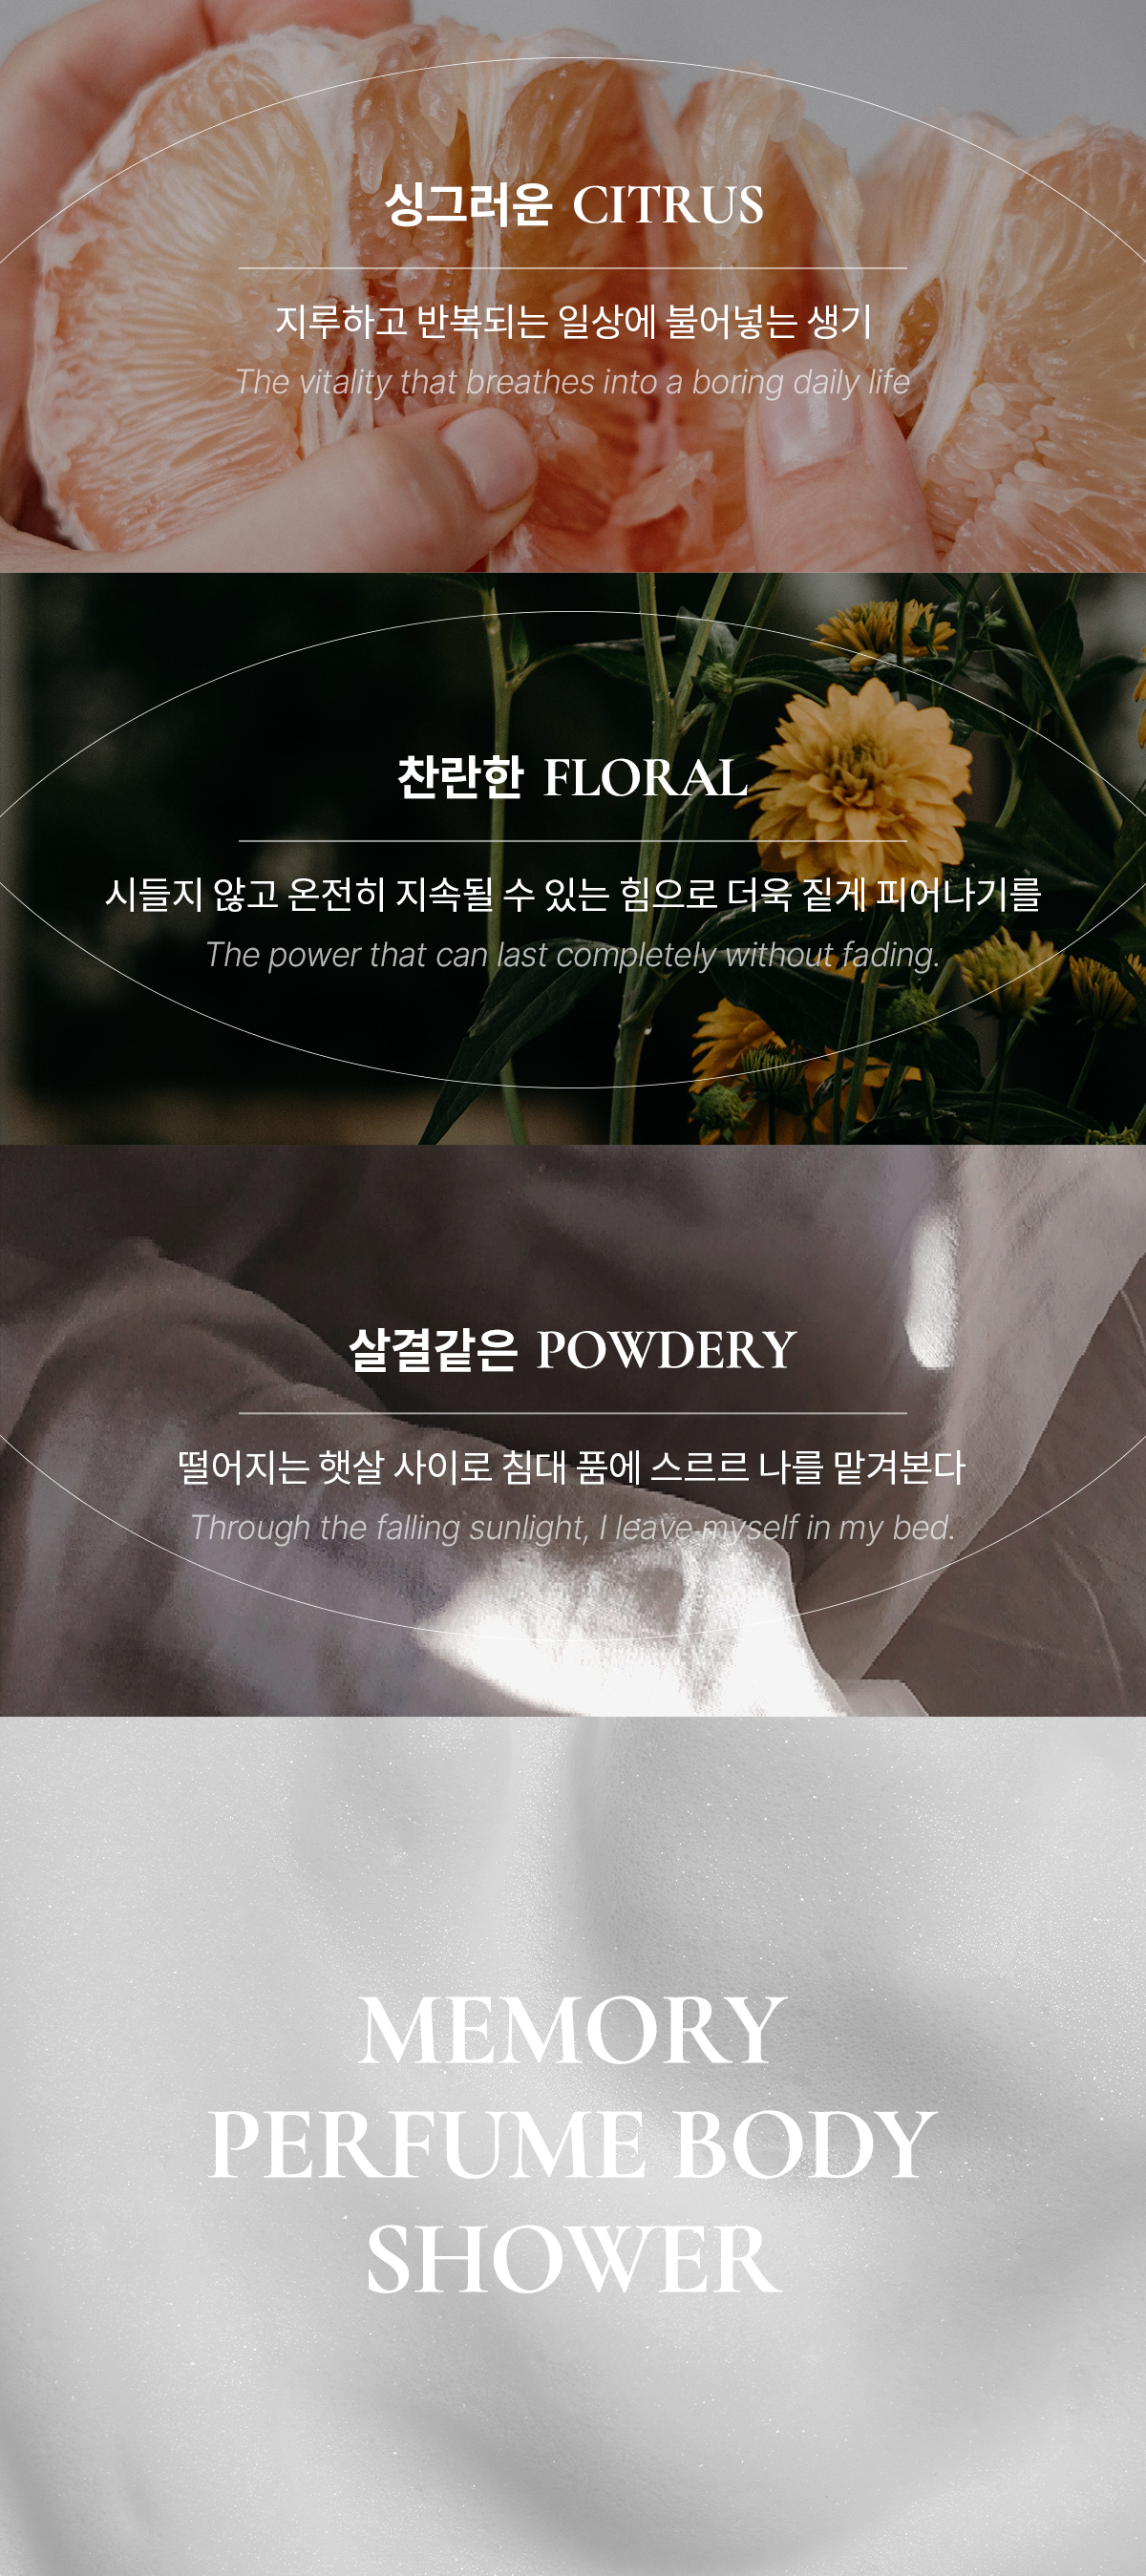 싱그러운 CITRUS
지루하고 반복되는 일상에 불어넣는 생기
The vitality that breathes into a boring daily life
찬란한 FLORAL
시들지 않고 온전히 지속될 수 있는 힘으로 더욱 짙게 피어나기를
The power that can last completely without fading.
살결같은 POWDERY
떨어지는 햇살 사이로 침대 품에 스르르 나를 맡겨본다
Through the falling sunlight, I leave myself in my bed.
MEMORY
PERFUME BODY
SHOWER